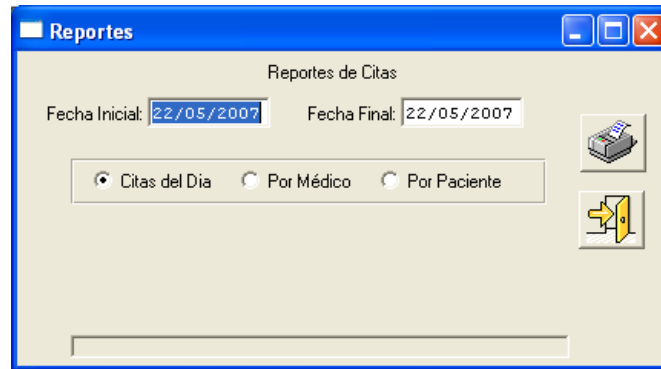 Reportes
Reportes de Citas
Fecha Inicial: 22/05/2007 Fecha Final: 22/05/2007
Citas del Dia Por Médico Por Paciente